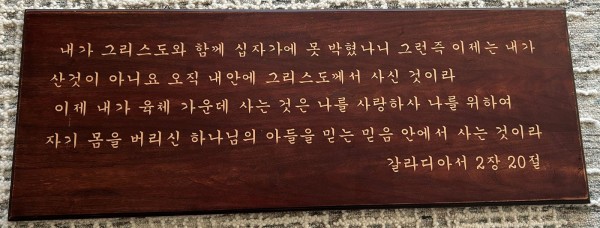 내가 그리스도와 함께 십자가에 못 박혔나니 그런즉 이제는 내가
산것이 아니요 오직 내안에 그리스도께서 사신 것이라
이제 내가 육체 가운데 사는 것은 나를 사랑하사 나를 위하여
자기 몸을 버리신 하나님의 아들을 믿는 믿음 안에서 사는 것이라
갈라디아서 2장 20절